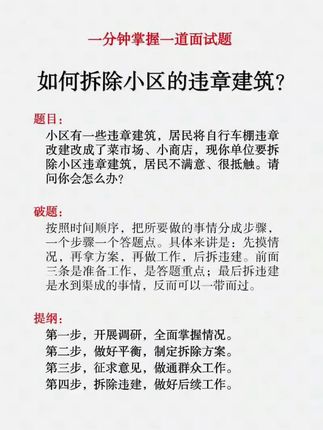 一分钟掌握一道面试题
如何拆除小区的违章建筑?
题目:
小区有一些违章建筑,居民将自行车棚违章
改建改成了菜市场、小商店,现你单位要拆
除小区违章建筑,居民不满意、很抵触。请
问你会怎么办?
破题:
按照时间顺序,把所要做的事情分成步骤,
一个步骤一个答题点。具体来讲是:先摸情
况,再拿方案,再做工作,后拆违建。前面
三条是准备工作,是答题重点;最后拆违建
是水到渠成的事情,反而可以一带而过。
提纲:
第一步,开展调研,全面掌握情况。
第二步,做好平衡,制定拆除方案。
第三步,征求意见,做通群众工作。
第四步,拆除违建,做好后续工作。